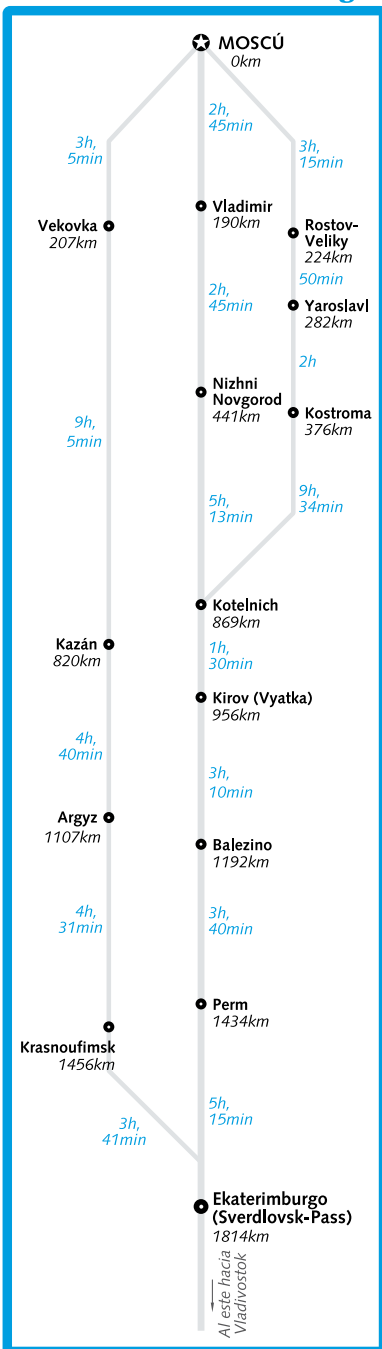 MOSCÚ
0km
3h,
5min
2h,
45min
3h,
15min
Vekovka
207km
Vladimir
190km
Rostov-
Veliky
224km
50min
Yaroslavl
282km
2h,
45min
2h
Nizhni
Novgorod
441km
Kostroma
376km
9h,
5min
5h,
13min
9h,
34min
Kotelnich
869km
Kazán
820km
1h,
30min
Kirov (Vyatka)
956km
4h,
40min
3h,
10min
Argyz
1107km
Balezino
1192km
4h,
31min
3h,
40min
Perm
1434km
Krasnoufimsk
1456km
3h,
41min
5h,
15min
Ekaterimburgo
(Sverdlovsk-Pass)
1814km
Al este hacia
Vladivostok